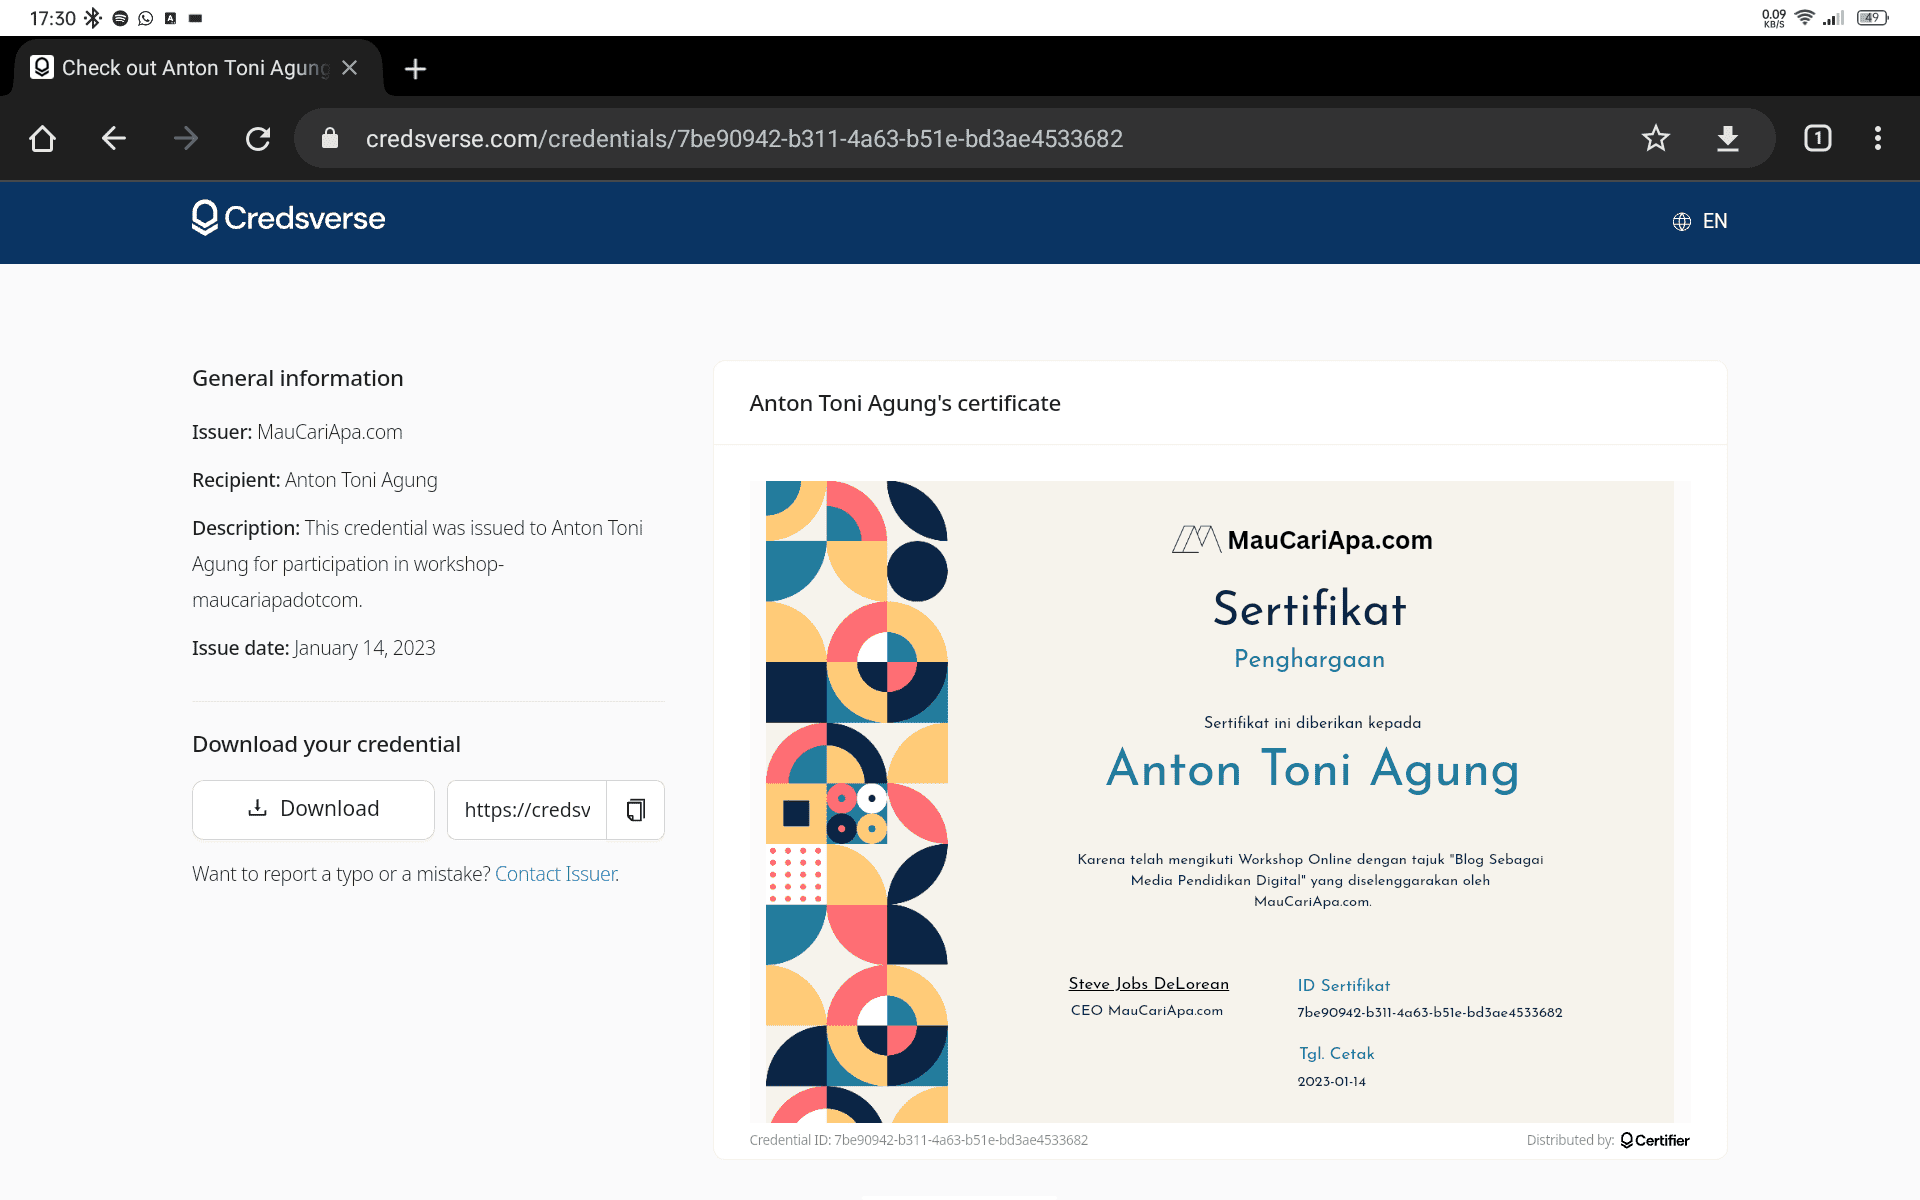 17:30
0.09
KB/S
49
Check out Anton Toni Agung
credsverse.com/credentials/7be90942-b311-4a63-b51e-bd3ae4533682
1
Credsverse
EN
General information
Issuer: MauCariApa.com
Recipient: Anton Toni Agung
Description: This credential was issued to Anton Toni
Agung for participation in workshop-
maucariapadotcom.
Issue date: January 14, 2023
Download your credential
Download
https://credsv
Want to report a typo or a mistake? Contact Issuer.
Anton Toni Agung's certificate
MauCariApa.com
Sertifikat
Penghargaan
Sertifikat ini diberikan kepada
Anton Toni Agung
Karena telah mengikuti Workshop Online dengan tajuk "Blog Sebagai
Media Pendidikan Digital" yang diselenggarakan oleh
MauCariApa.com.
Steve Jobs DeLorean
CEO MauCariApa.com
ID Sertifikat
7be90942-b311-4a63-b51e-bd3ae4533682
Tgl. Cetak
2023-01-14
Credential ID: 7be90942-b311-4a63-b51e-bd3ae4533682
Distributed by: Certifier